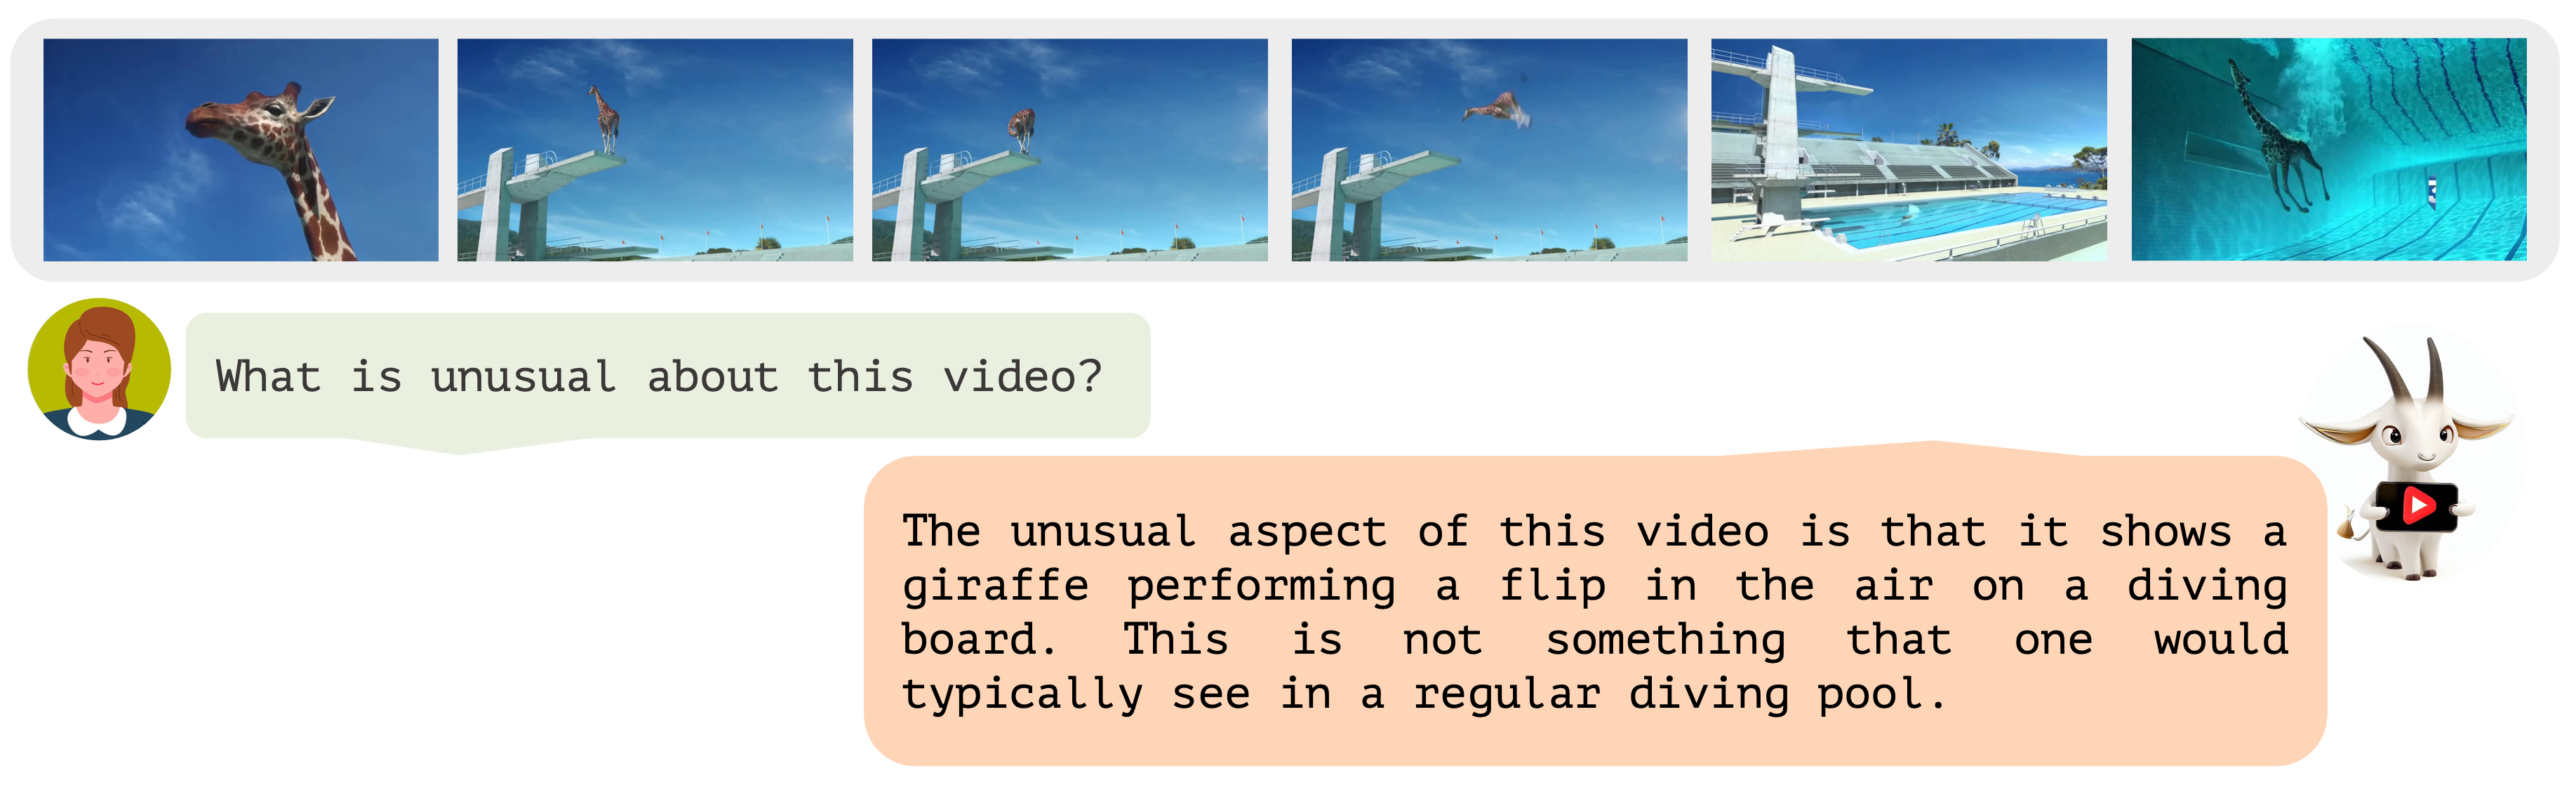 What is unusual about this video?
The unusual aspect of this video is that it shows a
giraffe performing a flip in the air on a diving
board. This is not something that one would
typically see in a regular diving pool.